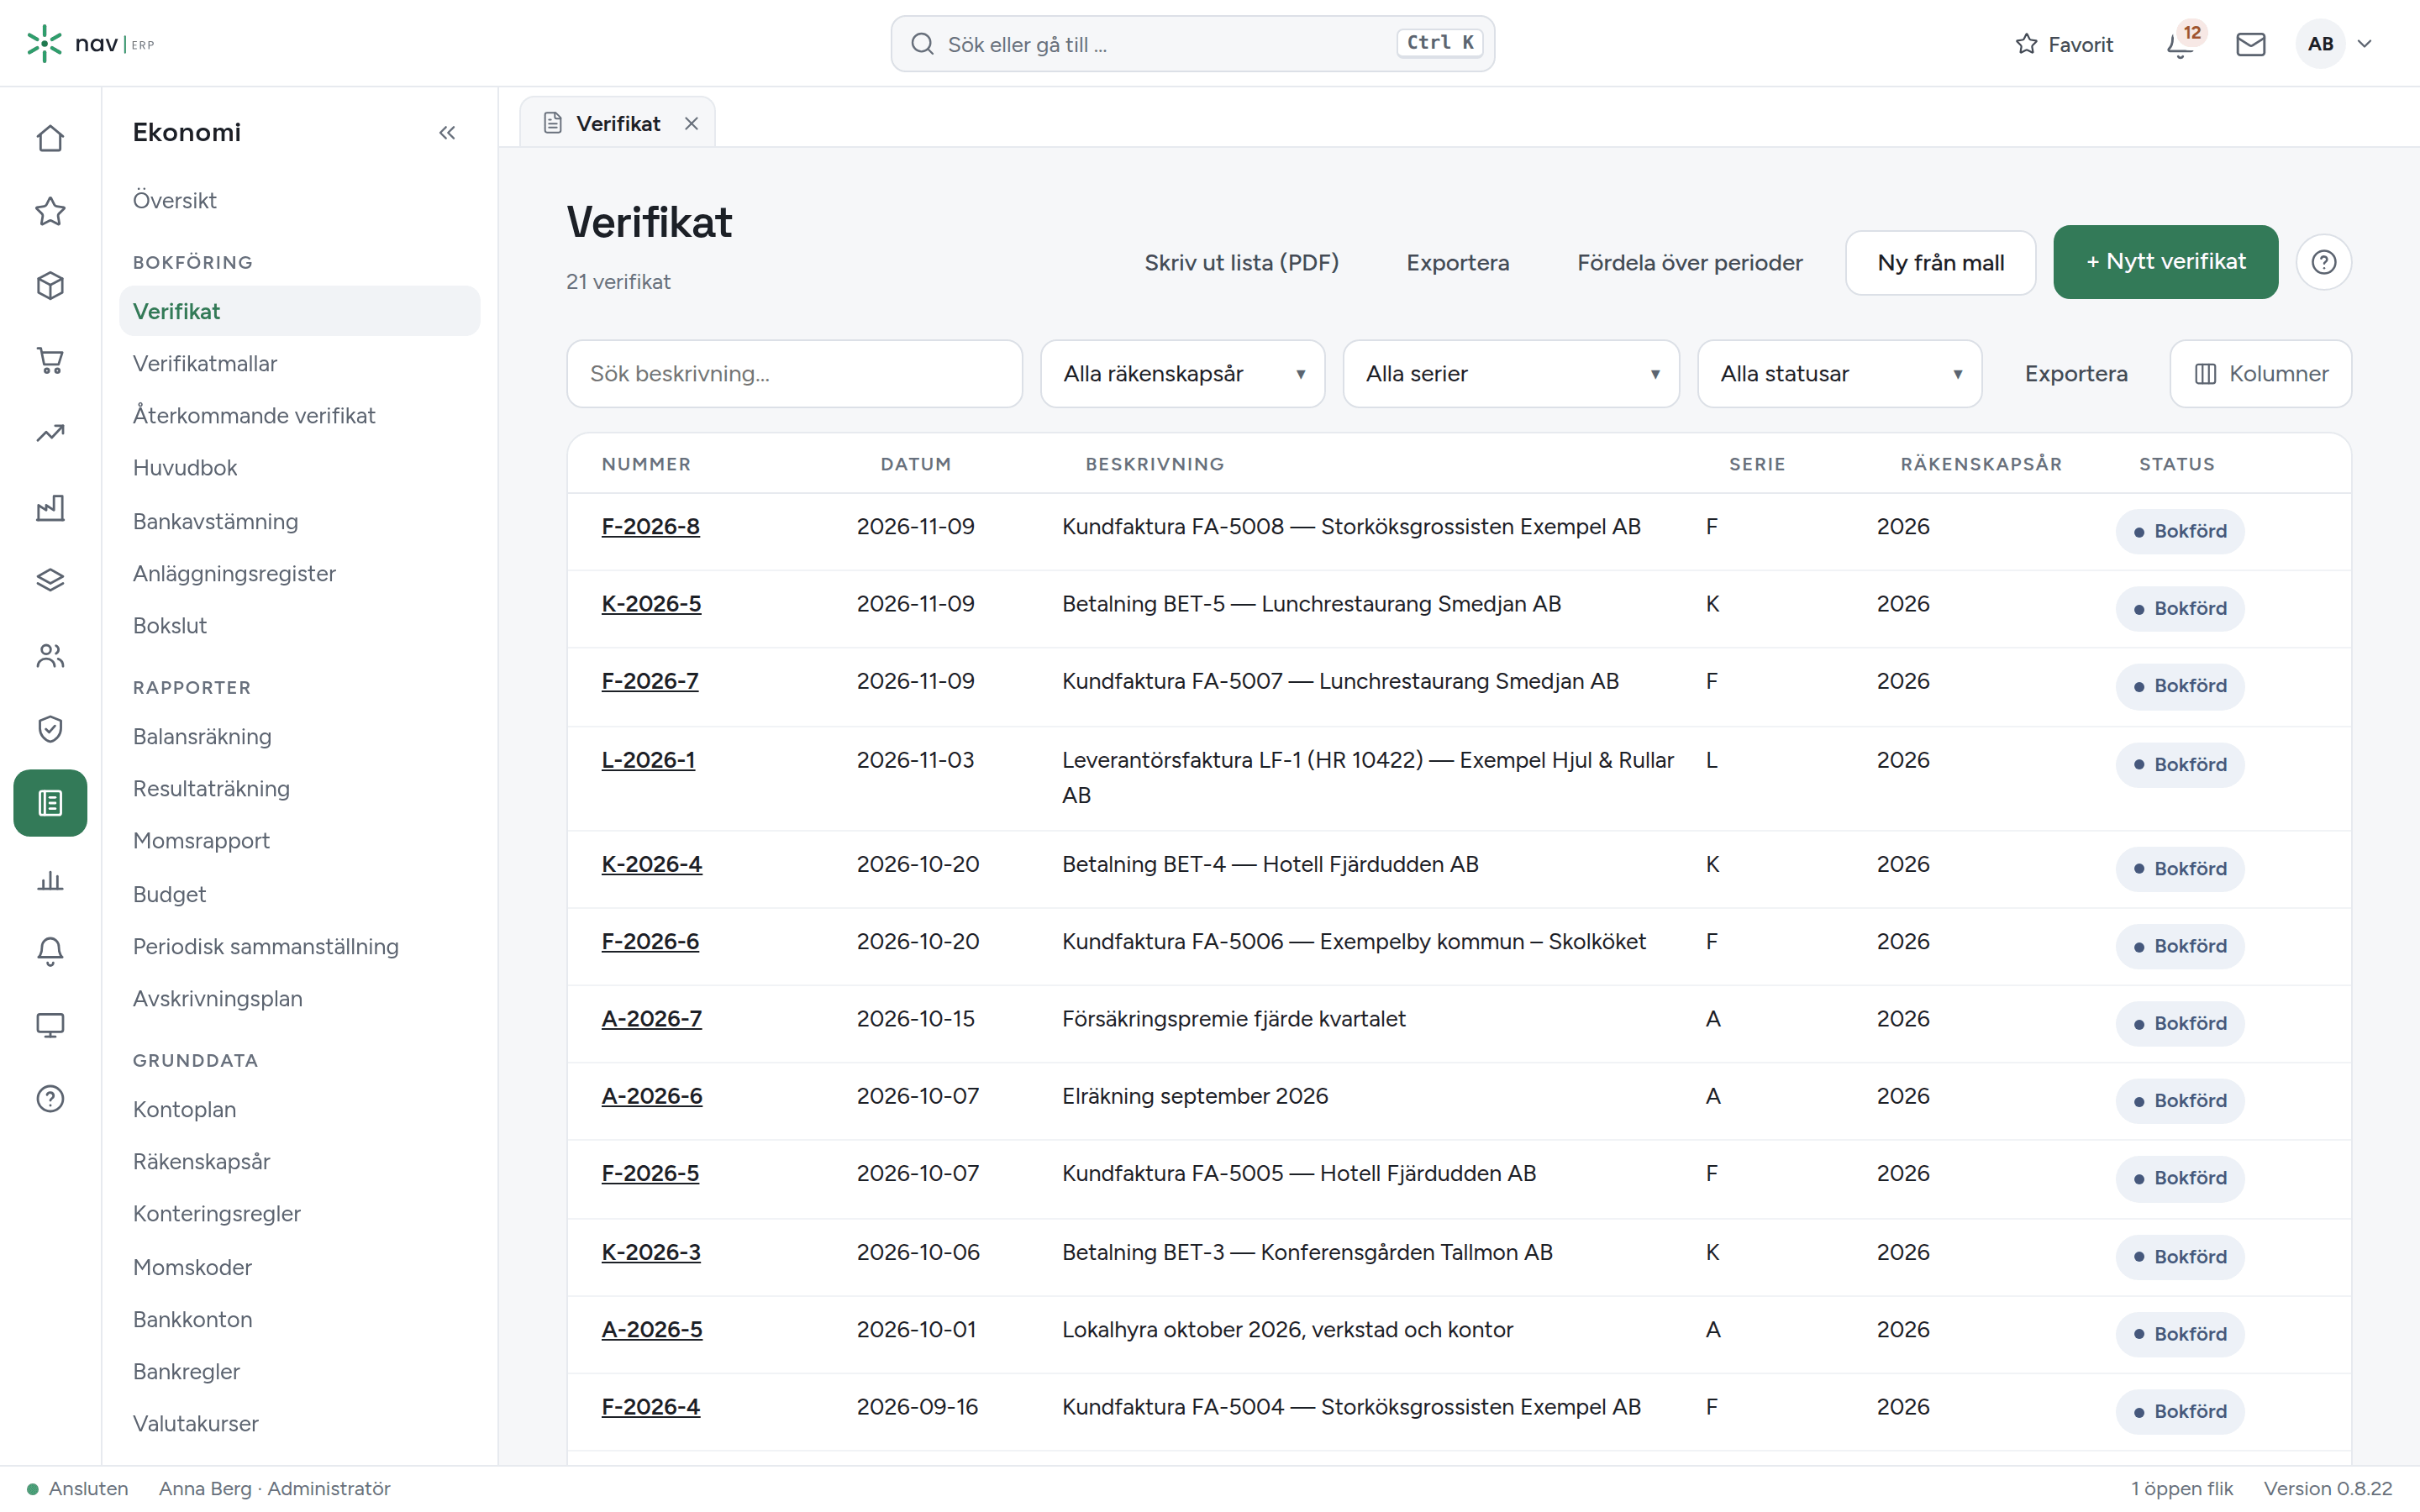 nav | ERP
Sök eller gå till ...
Ctrl K
Favorit
12
AB
Ekonomi
Översikt
BOKFÖRING
Verifikat
Verifikatmallar
Återkommande verifikat
Huvudbok
Bankavstämning
Anläggningsregister
Bokslut
RAPPORTER
Balansräkning
Resultaträkning
Momsrapport
Budget
Periodisk sammanställning
Avskrivningsplan
GRUNDDATA
Kontoplan
Räkenskapsår
Konteringsregler
Momskoder
Bankkonton
Bankregler
Valutakurser
Verifikat
Verifikat
21 verifikat
Skriv ut lista (PDF)
Exportera
Fördela över perioder
Ny från mall
+ Nytt verifikat
Sök beskrivning...
Alla räkenskapsår
Alla serier
Alla statusar
Exportera
Kolumner
NUMMER DATUM BESKRIVNING SERIE RÄKENSKAPSÅR STATUS
F-2026-8 2026-11-09 Kundfaktura FA-5008 — Storköksgrossisten Exempel AB F 2026 Bokförd
K-2026-5 2026-11-09 Betalning BET-5 — Lunchrestaurang Smedjan AB K 2026 Bokförd
F-2026-7 2026-11-09 Kundfaktura FA-5007 — Lunchrestaurang Smedjan AB F 2026 Bokförd
L-2026-1 2026-11-03 Leverantörsfaktura LF-1 (HR 10422) — Exempel Hjul & Rullar L 2026 Bokförd
AB
K-2026-4 2026-10-20 Betalning BET-4 — Hotell Fjärdudden AB K 2026 Bokförd
F-2026-6 2026-10-20 Kundfaktura FA-5006 — Exempelby kommun – Skolköket F 2026 Bokförd
A-2026-7 2026-10-15 Försäkringspremie fjärde kvartalet A 2026 Bokförd
A-2026-6 2026-10-07 Elräkning september 2026 A 2026 Bokförd
F-2026-5 2026-10-07 Kundfaktura FA-5005 — Hotell Fjärdudden AB F 2026 Bokförd
K-2026-3 2026-10-06 Betalning BET-3 — Konferensgården Tallmon AB K 2026 Bokförd
A-2026-5 2026-10-01 Lokalhyra oktober 2026, verkstad och kontor A 2026 Bokförd
F-2026-4 2026-09-16 Kundfaktura FA-5004 — Storköksgrossisten Exempel AB F 2026 Bokförd
Ansluten
Anna Berg · Administratör
1 öppen flik
Version 0.8.22